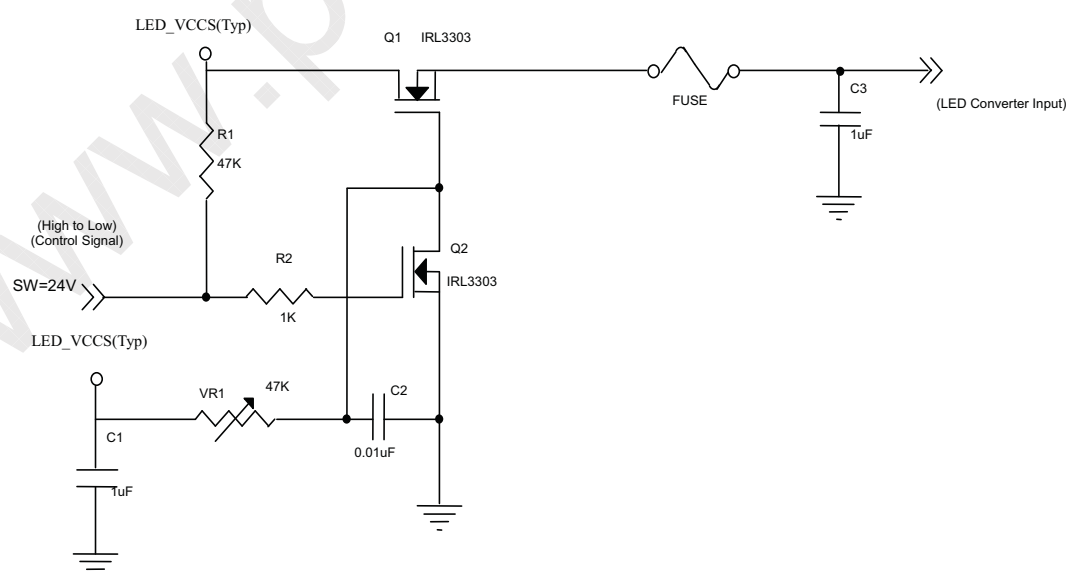 LED_VCCS(Typ)
Q1 IRL3303
FUSE
C3
(LED Converter Input)
1uF
R1
47K
(High to Low)
(Control Signal)
SW=24V
R2
1K
Q2
IRL3303
LED_VCCS(Typ)
VR1
47K
C2
0.01uF
C1
1uF